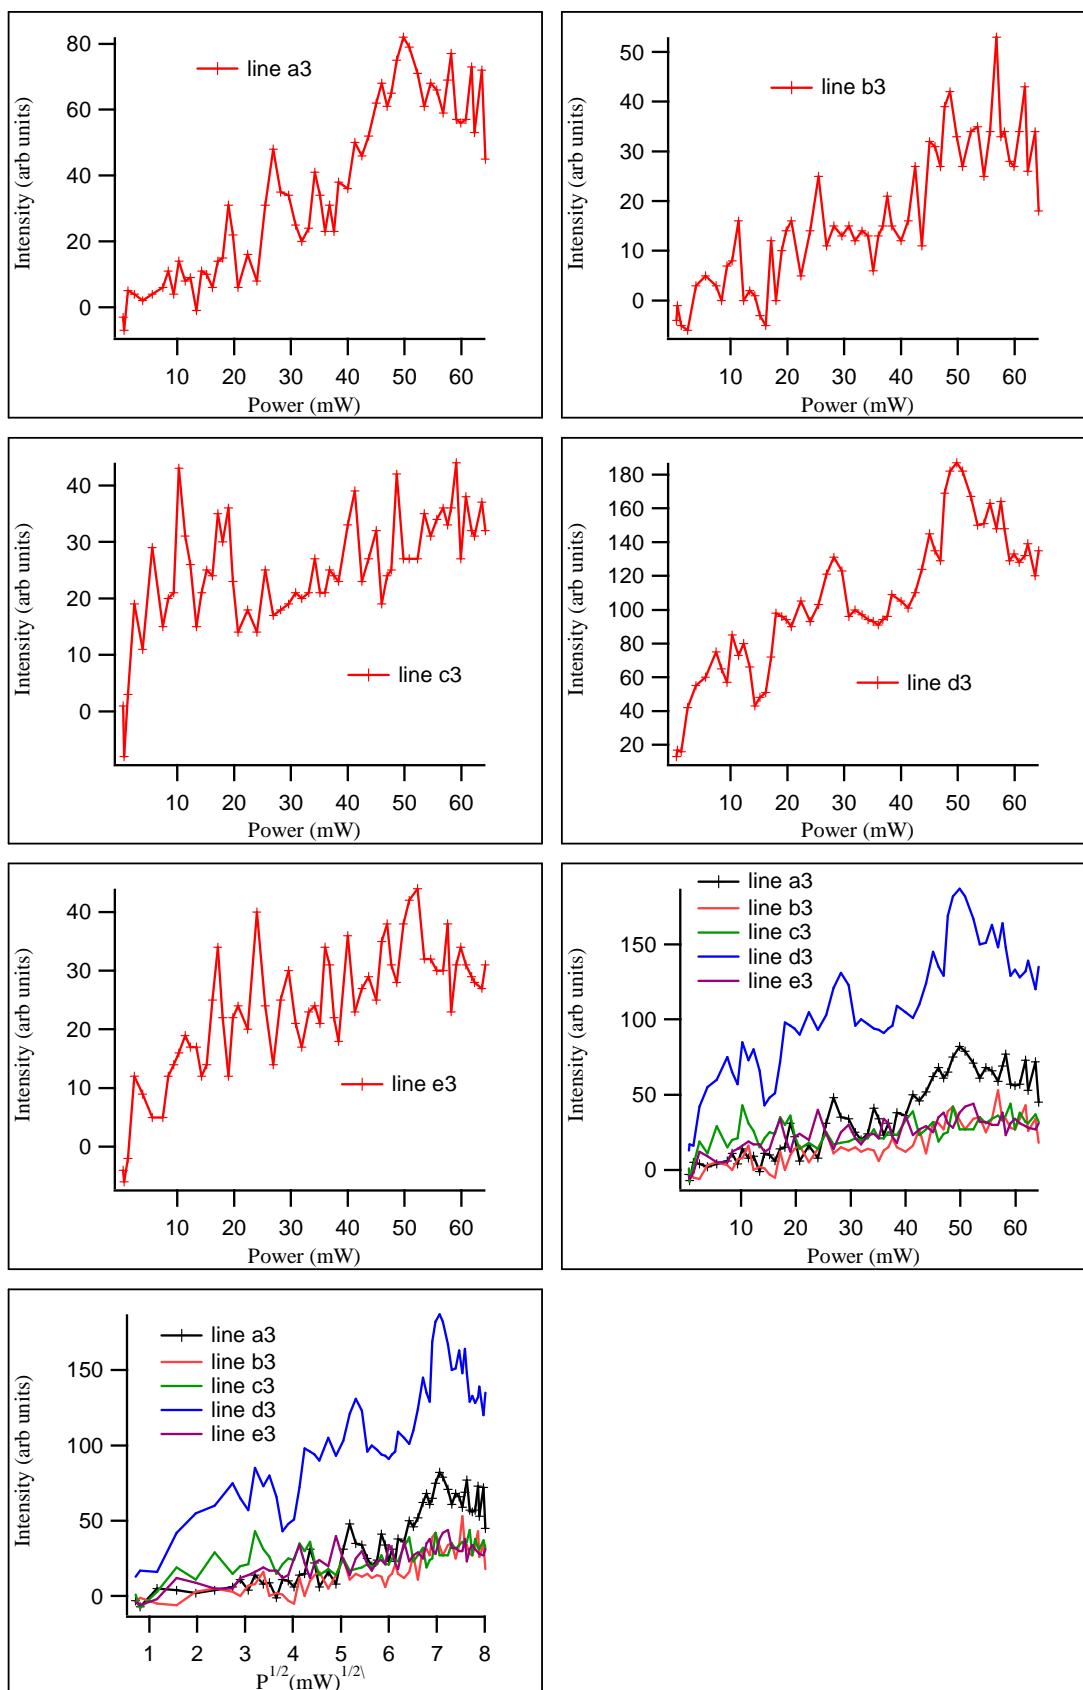 80
60
40
20
0
Intensity (arb units)
line a3
10 20 30 40 50 60
Power (mW)
50
40
30
20
10
0
Intensity (arb units)
line b3
10 20 30 40 50 60
Power (mW)
40
30
20
10
0
Intensity (arb units)
line c3
10 20 30 40 50 60
Power (mW)
180
160
140
120
100
80
60
40
20
Intensity (arb units)
line d3
10 20 30 40 50 60
Power (mW)
40
30
20
10
0
Intensity (arb units)
line e3
10 20 30 40 50 60
Power (mW)
line a3
line b3
line c3
line d3
line e3
150
100
50
0
Intensity (arb units)
10 20 30 40 50 60
Power (mW)
line a3
line b3
line c3
line d3
line e3
150
100
50
0
Intensity (arb units)
1 2 3 4 5 6 7 8
P^1/2(mW)^1/2\